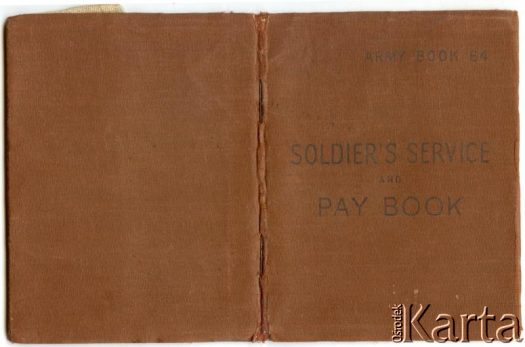 ARMY BOOK 64
SOLDIER'S SERVICE
AND
PAY BOOK
ośrodek
Karta